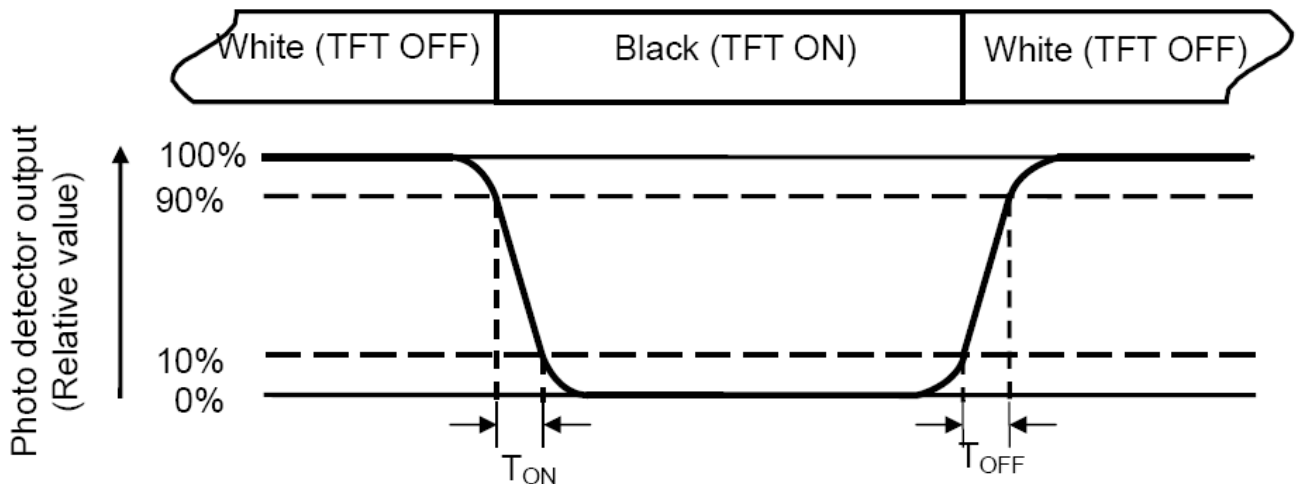 White (TFT OFF)
Black (TFT ON)
White (TFT OFF)
Photo detector output
(Relative value)
100%
90%
10%
0%
TON
TOFF